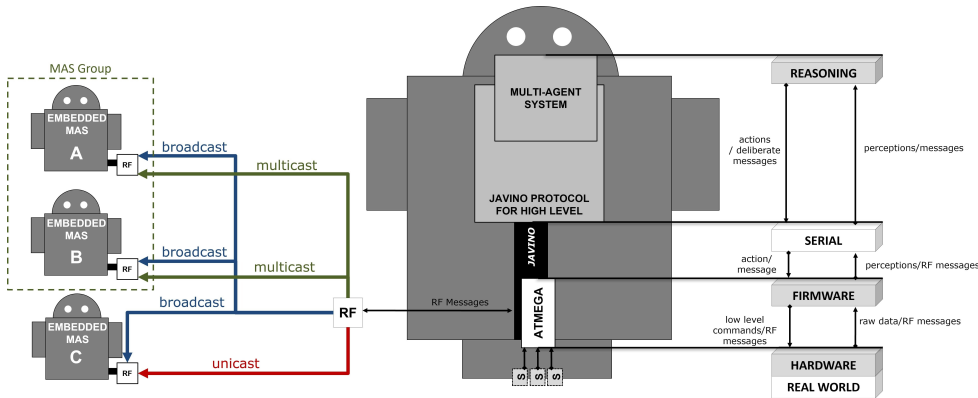 MAS Group
EMBEDDED
MAS
A
RF
broadcast
multicast
EMBEDDED
MAS
B
RF
broadcast
multicast
EMBEDDED
MAS
C
RF
broadcast
unicast
RF
RF Messages
MULTI-AGENT
SYSTEM
JAVINO PROTOCOL
FOR HIGH LEVEL
JAVINO
ATMEGA
S
S
S
REASONING
actions
/ deliberate
messages
perceptions/messages
SERIAL
action/
message
perceptions/RF messages
FIRMWARE
low level
commands/RF
messages
raw data/RF messages
HARDWARE
REAL WORLD